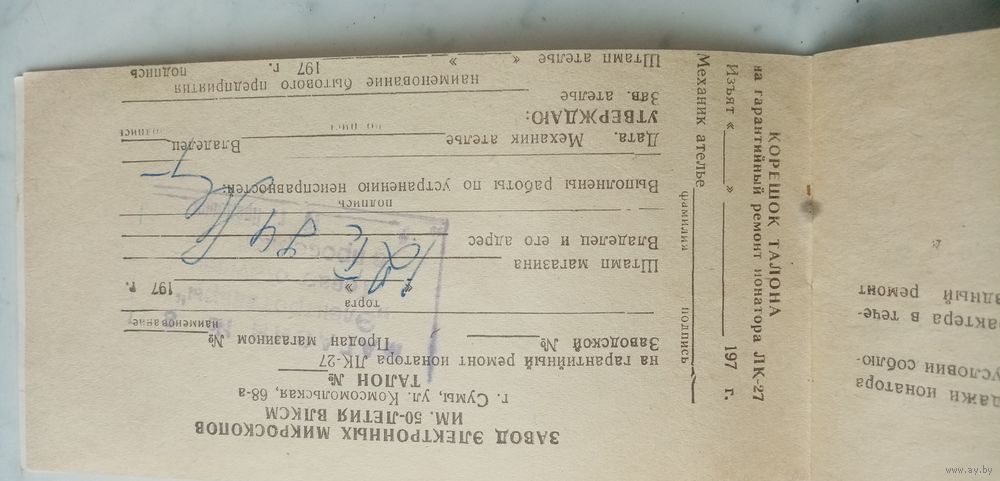 ЗАВОД ЭЛЕКТРОННЫХ МИКРОСКОПОВ
ИМ. 50-ЛЕТИЯ ВЛКСМ
г. Сумы, ул. Комсомольская, 68-а
ТАЛОН №
на гарантийный ремонт ионатора ЛК-27
Заводской № Продан магазином
наименование
торга
« » 197 г.
Штамп магазина
Владелец и его адрес
подпись
Выполнены работы по устранению неисправностей:
Дата. Механик ателье Владелец
подпись
УТВЕРЖДАЮ:
Зав. ателье
наименование бытового предприятия
Штамп ателье « » 197 г. подпись
КОРЕШОК ТАЛОНА
на гарантийный ремонт ионатора ЛК-27
Изъят « » 197 г.
Механик ателье
фамилия подпись
дажи ионатора
условии соблю-
актера в тече-
дный ремонт
www.ay.by